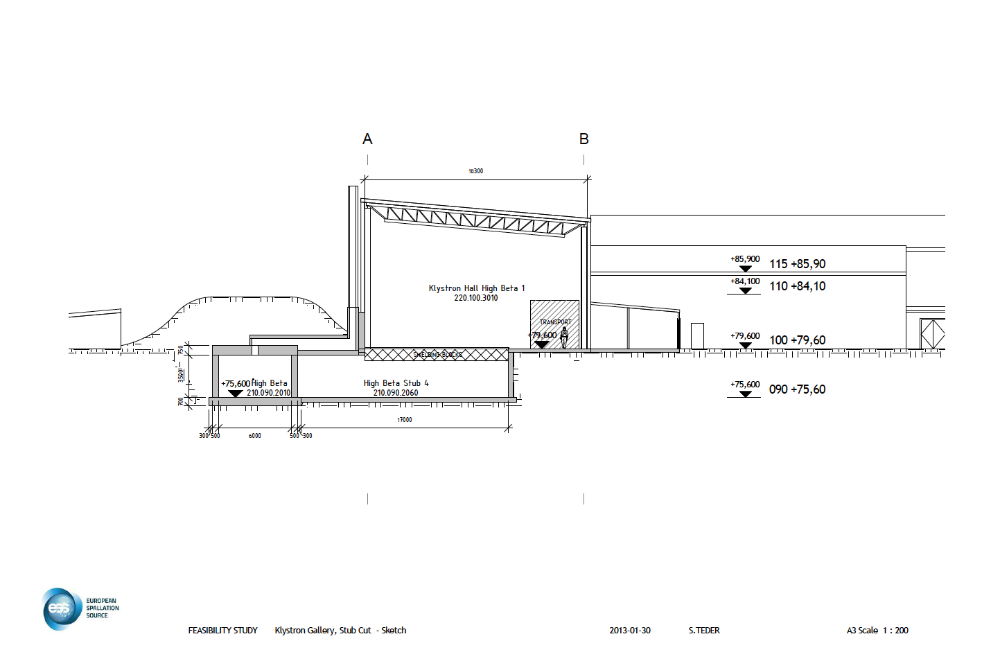 A
B
18300
+85,900
115 +85,90
+84,100
110 +84,10
Klystron Hall High Beta 1
220.100.3010
TRANSPORT
+79,600
+79,600
100 +79,60
750
SHIELDING BLOCKS
3590
+75,600
High Beta
210.090.2010
High Beta Stub 4
210.090.2060
+75,600
090 +75,60
700
17000
300
500
6000
500
300
ess
EUROPEAN
SPALLATION
SOURCE
FEASIBILITY STUDY Klystron Gallery, Stub Cut - Sketch 2013-01-30 S.TEDER A3 Scale 1 : 200